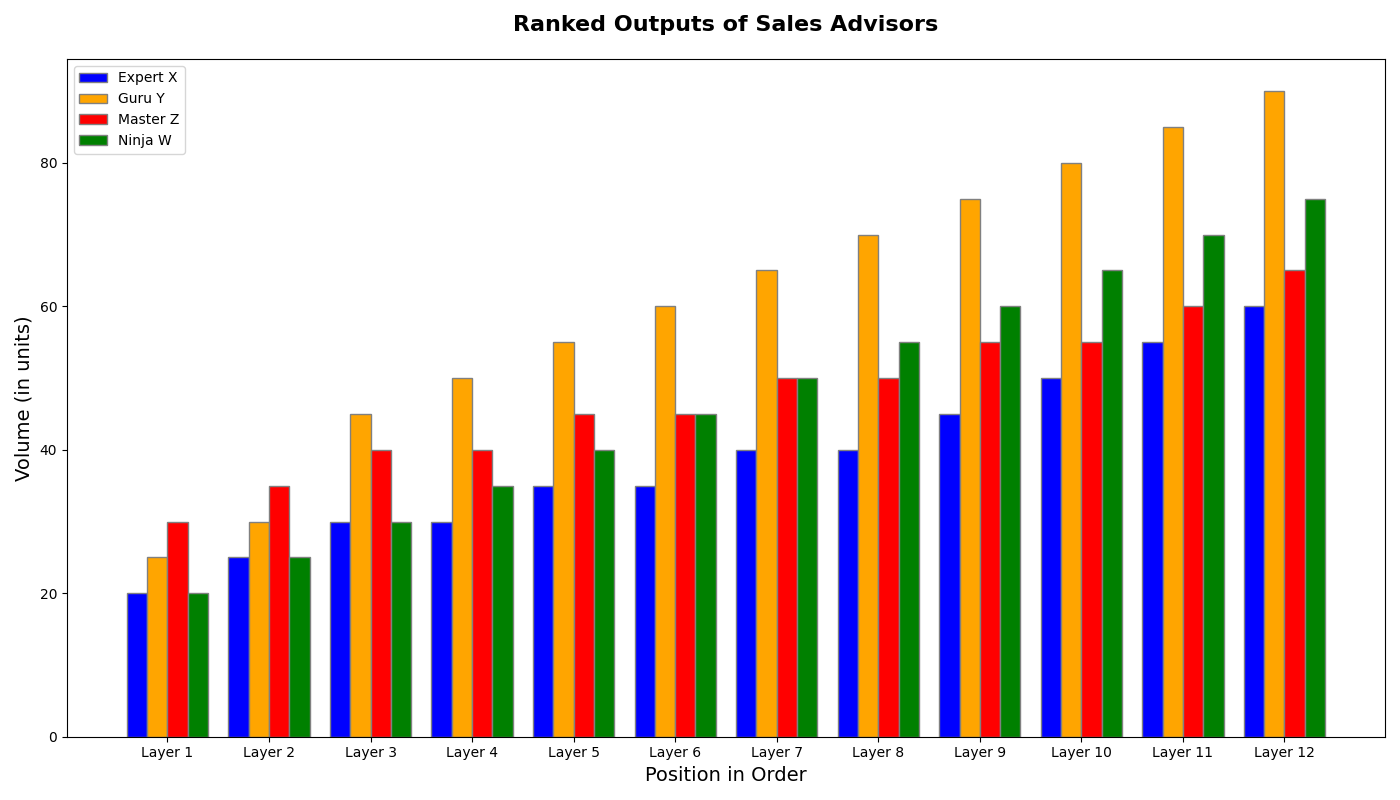 Ranked Outputs of Sales Advisors
Expert X
Guru Y
Master Z
Ninja W
Volume (in units)
80
60
40
20
0
Layer 1 Layer 2 Layer 3 Layer 4 Layer 5 Layer 6 Layer 7 Layer 8 Layer 9 Layer 10 Layer 11 Layer 12
Position in Order